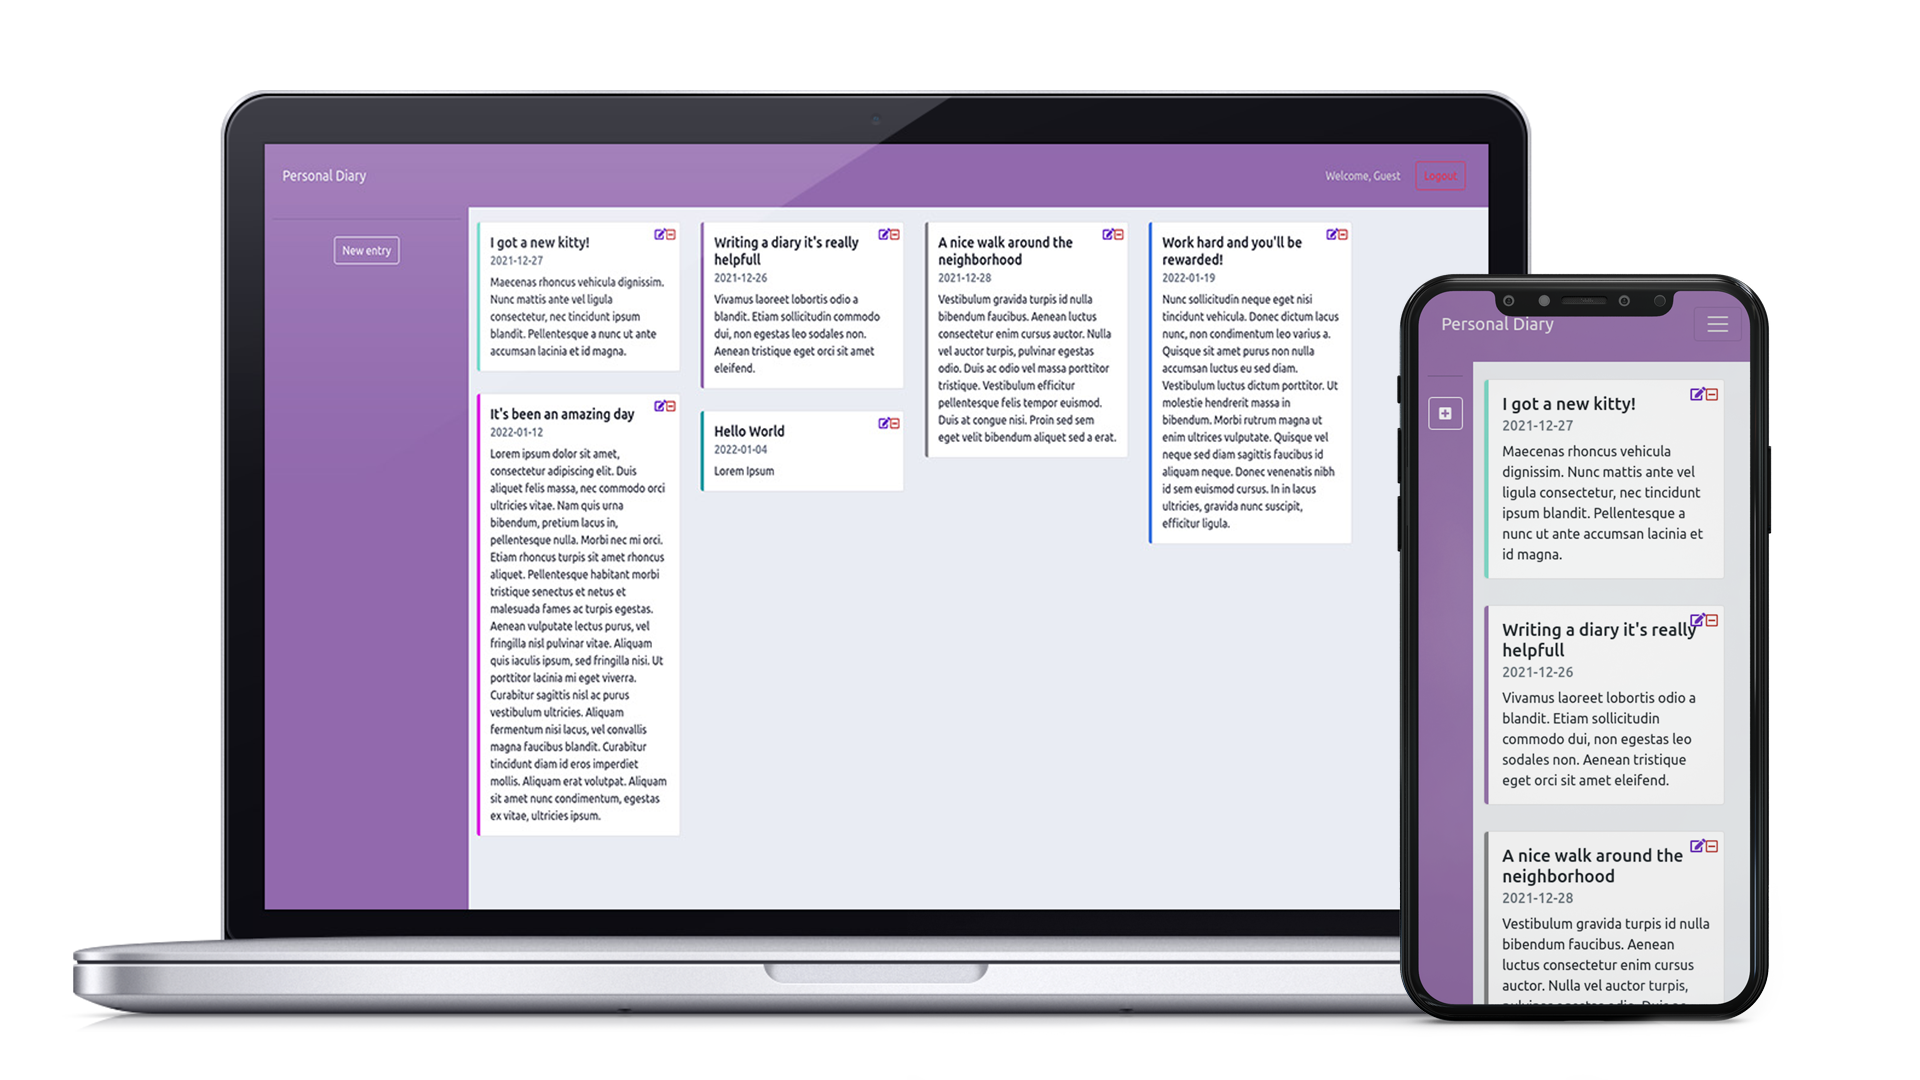 Personal Diary
Welcome, Guest
Logout
New entry
I got a new kitty!
2021-12-27
Maecenas rhoncus vehicula dignissim.
Nunc mattis ante vel ligula
consectetur, nec tincidunt ipsum
blandit. Pellentesque a nunc ut ante
accumsan lacinia et id magna.
It's been an amazing day
2022-01-12
Lorem ipsum dolor sit amet,
consectetur adipiscing elit. Duis
aliquet felis massa, nec commodo orci
ultricies vitae. Nam quis urna
bibendum, pretium lacus in,
pellentesque nulla. Morbi nec mi orci.
Etiam rhoncus turpis sit amet rhoncus
aliquet. Pellentesque habitant morbi
tristique senectus et netus et
malesuada fames ac turpis egestas.
Aenean vulputate lectus purus, vel
fringilla nisl pulvinar vitae. Aliquam
quis iaculis ipsum, sed fringilla nisi. Ut
porttitor lacinia mi eget viverra.
Curabitur sagittis nisl ac purus
vestibulum ultricies. Aliquam
fermentum nisi lacus, vel convallis
magna faucibus blandit. Curabitur
tincidunt diam id eros imperdiet
mollis. Aliquam erat volutpat. Aliquam
sit amet nunc condimentum, egestas
ex vitae, ultricies ipsum.
Writing a diary it's really
helpfull
2021-12-26
Vivamus laoreet lobortis odio a
blandit. Etiam sollicitudin commodo
dui, non egestas leo sodales non.
Aenean tristique eget orci sit amet
eleifend.
Hello World
2022-01-04
Lorem Ipsum
A nice walk around the
neighborhood
2021-12-28
Vestibulum gravida turpis id nulla
bibendum faucibus. Aenean luctus
consectetur enim cursus auctor. Nulla
vel auctor turpis, pulvinar egestas
odio. Duis ac odio vel massa porttitor
tristique. Vestibulum efficitur
pellentesque felis tempor euismod.
Duis at congue nisi. Proin sed sem
eget velit bibendum aliquet sed a erat.
Work hard and you'll be
rewarded!
2022-01-19
Nunc sollicitudin neque eget nisi
tincidunt vehicula. Donec dictum lacus
nunc, non condimentum leo varius a.
Quisque sit amet purus non nulla
accumsan luctus eu sed diam.
Vestibulum luctus dictum porttitor. Ut
molestie hendrerit massa in
bibendum. Morbi rutrum magna ut
enim ultrices vulputate. Quisque vel
neque sed diam sagittis faucibus id
aliquam neque. Donec venenatis nibh
id sem euismod cursus. In in lacus
ultricies, gravida nunc suscipit,
efficitur ligula.
Personal Diary
I got a new kitty!
2021-12-27
Maecenas rhoncus vehicula
dignissim. Nunc mattis ante vel
ligula consectetur, nec tincidunt
ipsum blandit. Pellentesque a
nunc ut ante accumsan lacinia et
id magna.
Writing a diary it's really
helpfull
2021-12-26
Vivamus laoreet lobortis odio a
blandit. Etiam sollicitudin
commodo dui, non egestas leo
sodales non. Aenean tristique
eget orci sit amet eleifend.
A nice walk around the
neighborhood
2021-12-28
Vestibulum gravida turpis id nulla
bibendum faucibus. Aenean
luctus consectetur enim cursus
auctor. Nulla vel auctor turpis,